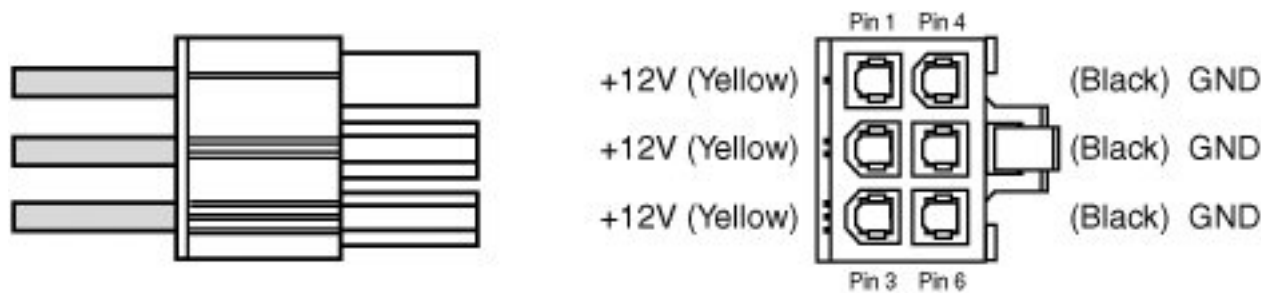 Pin 1 Pin 4
+12V (Yellow) (Black) GND
+12V (Yellow) (Black) GND
+12V (Yellow) (Black) GND
Pin 3 Pin 6